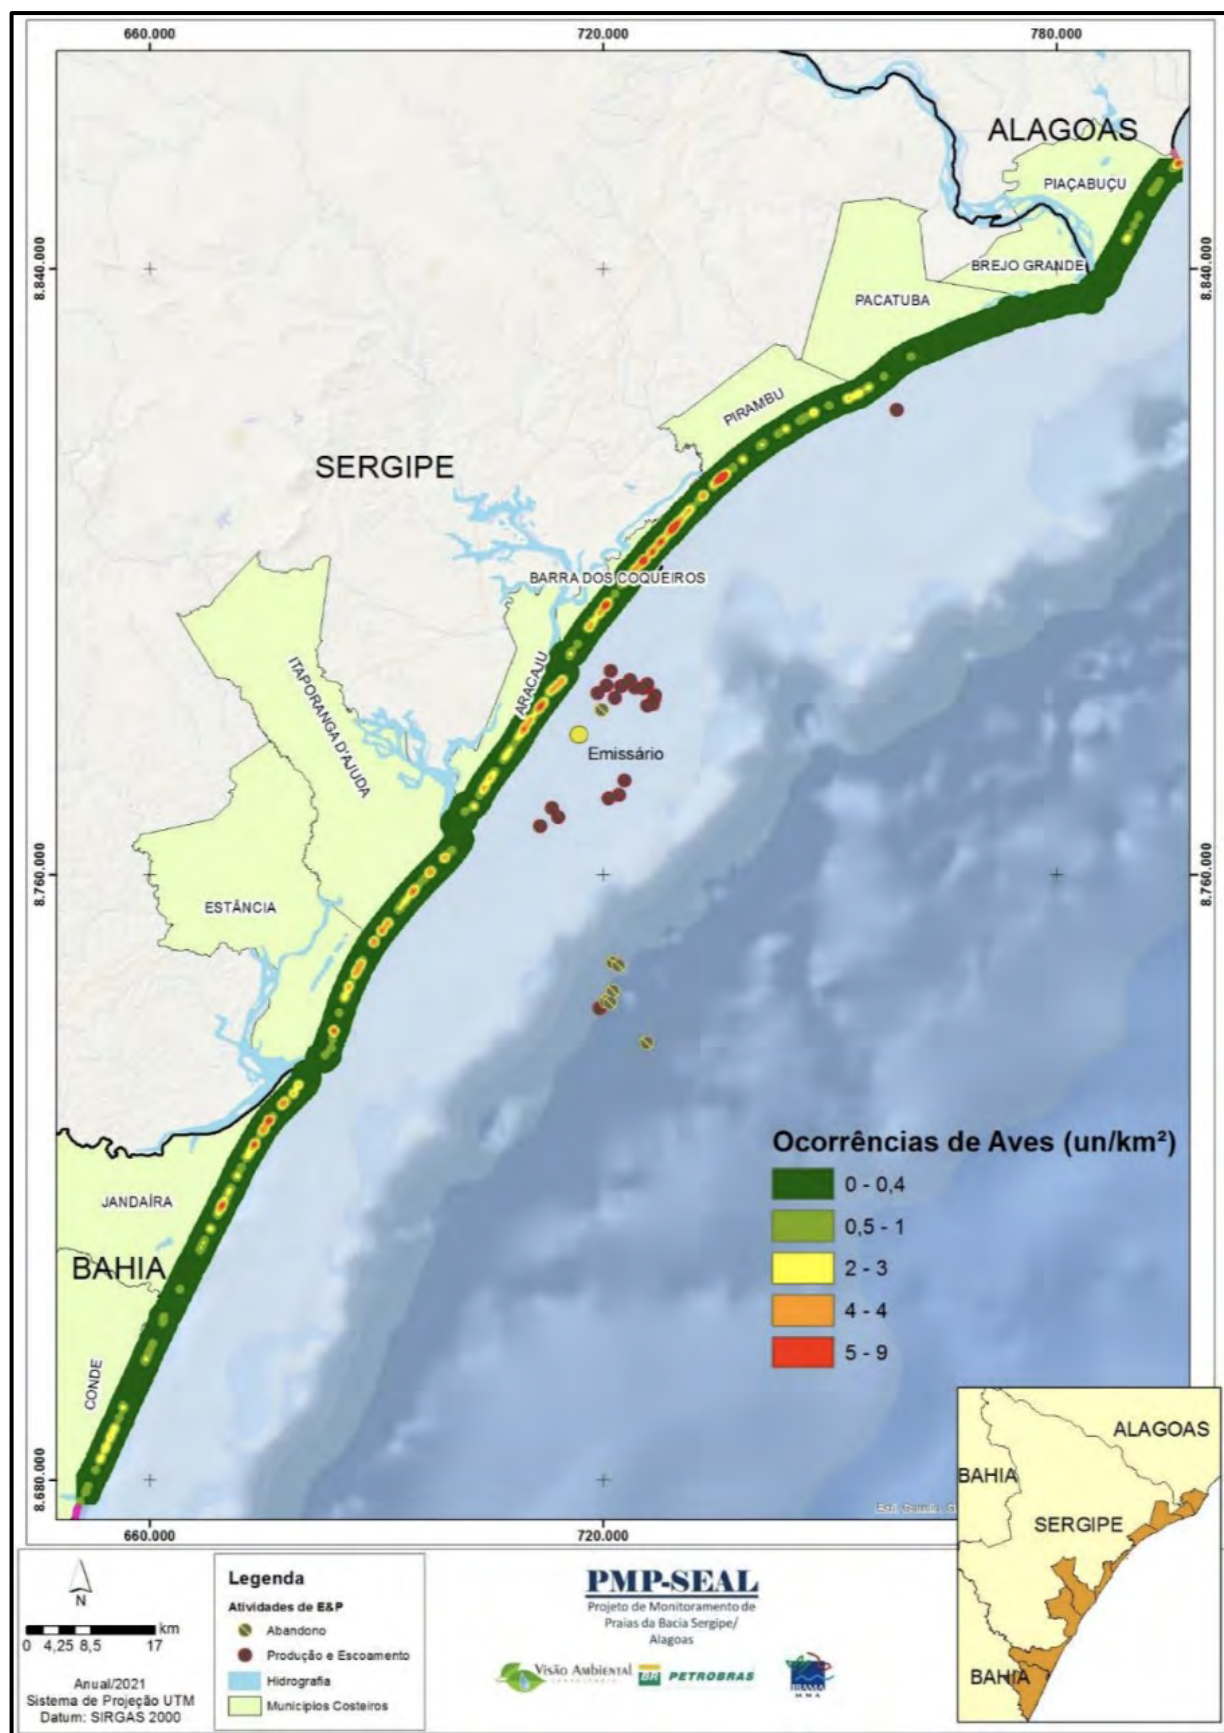 660.000
720.000
780.000
ALAGOAS
PIAÇABUÇU
8.840.000
8.840.000
BREJO GRANDE
PACATUBA
PIRAMBU
SERGIPE
BARRA DOS COQUEIROS
ITAPORANGA D'AJUDA
ARACAJU
Emissário
8.760.000
8.760.000
ESTÂNCIA
Ocorrências de Aves (un/km²)
0 - 0,4
JANDAÍRA
0,5 - 1
BAHIA
2 - 3
4 - 4
5 - 9
CONDE
8.680.000
660.000
720.000
ALAGOAS
BAHIA
SERGIPE
BAHIA
N
km
0 4,25 8,5 17
Anual/2021
Sistema de Projeção UTM
Datum: SIRGAS 2000
Legenda
Atividades de E&P
Abandono
Produção e Escoamento
Hidrografia
Municípios Costeiros
PMP-SEAL
Projeto de Monitoramento de
Praias da Bacia Sergipe/
Alagoas
Visão Ambiental
CONSULTORIA
BR PETROBRAS
IBAMA
M M A